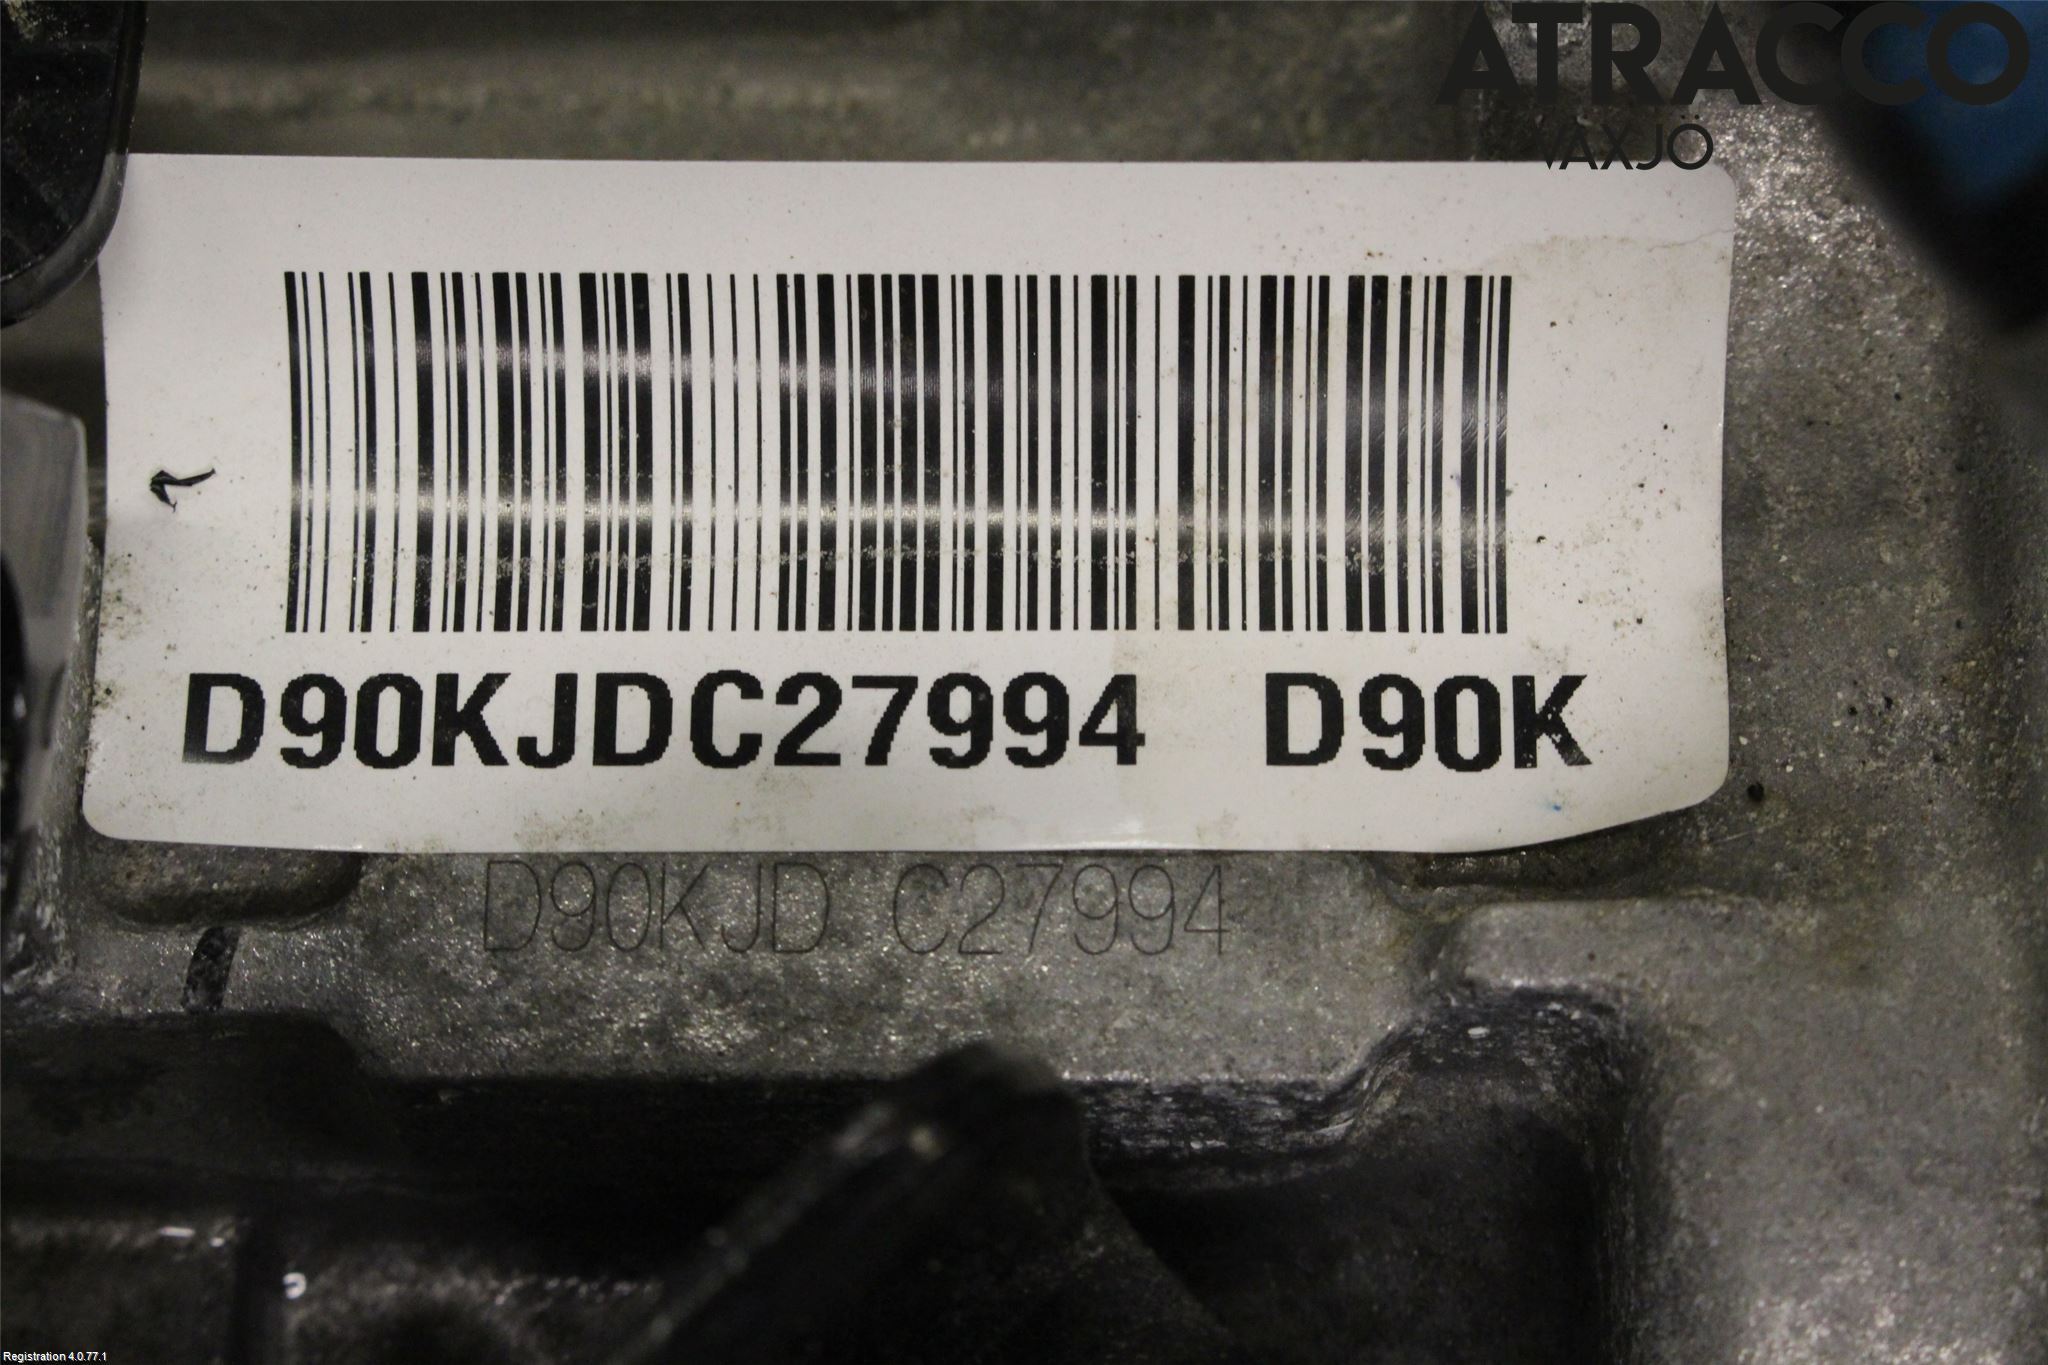 ATRACCO
VÄXJÖ
D90KJDC27994 D90K
D90KJD C27994
Registration 4.0.77.1